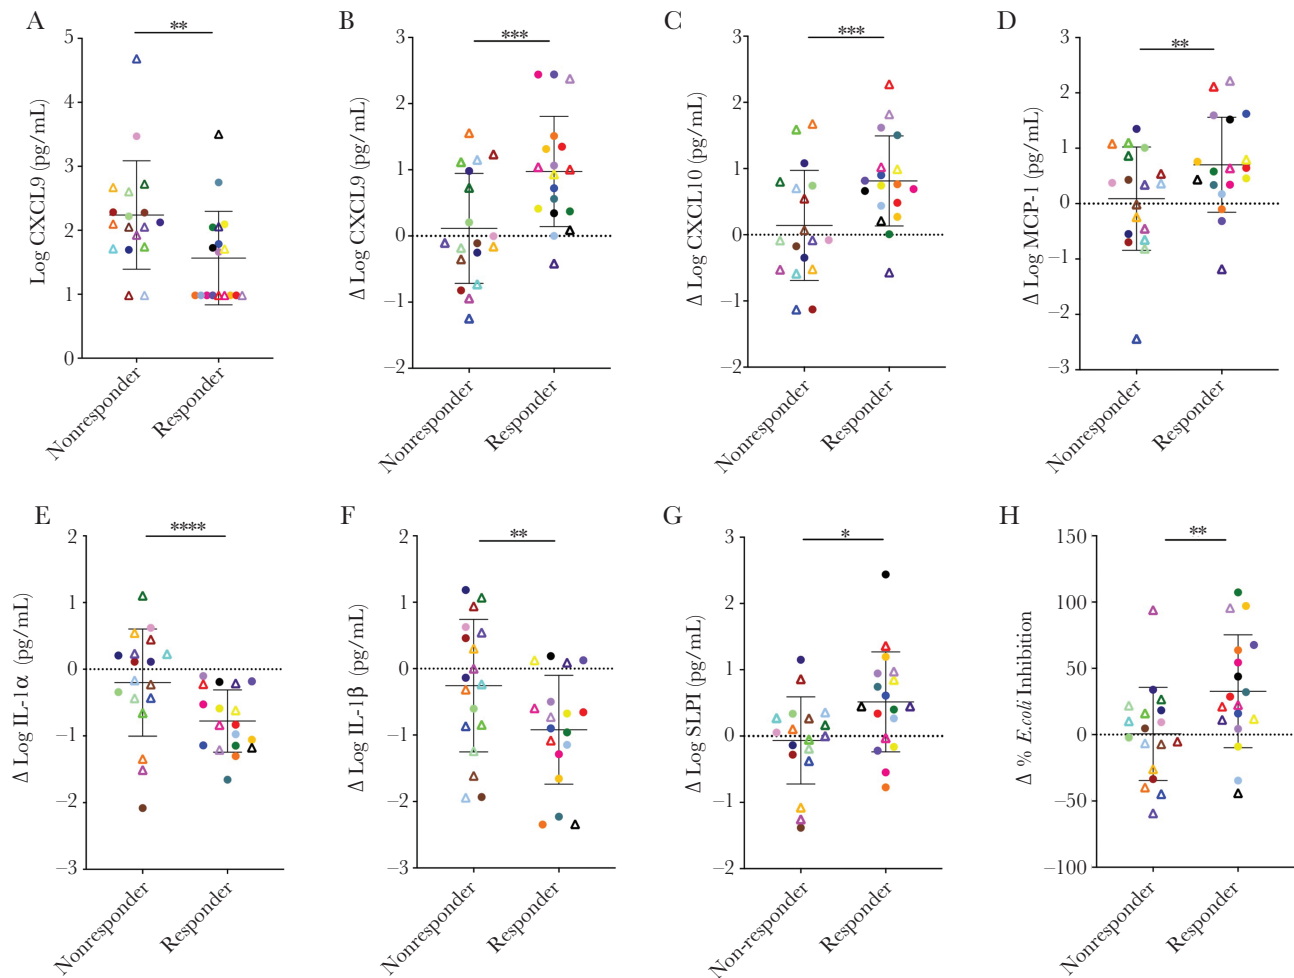 A
Log CXCL9 (pg/mL)
5
4
3
2
1
0
**
Nonresponder
Responder
B
Δ Log CXCL9 (pg/mL)
3
2
1
0
−1
−2
***
Nonresponder
Responder
C
Δ Log CXCL10 (pg/mL)
3
2
1
0
−1
−2
***
Nonresponder
Responder
D
Δ Log MCP-1 (pg/mL)
3
2
1
0
−1
−2
−3
**
Nonresponder
Responder
E
Δ Log IL-1α (pg/mL)
2
1
0
−1
−2
−3
****
Nonresponder
Responder
F
Δ Log IL-1β (pg/mL)
2
1
0
−1
−2
−3
**
Nonresponder
Responder
G
Δ Log SLPI (pg/mL)
3
2
1
0
−1
−2
*
Non-responder
Responder
H
Δ % E.coli Inhibition
150
100
50
0
−50
−100
**
Nonresponder
Responder